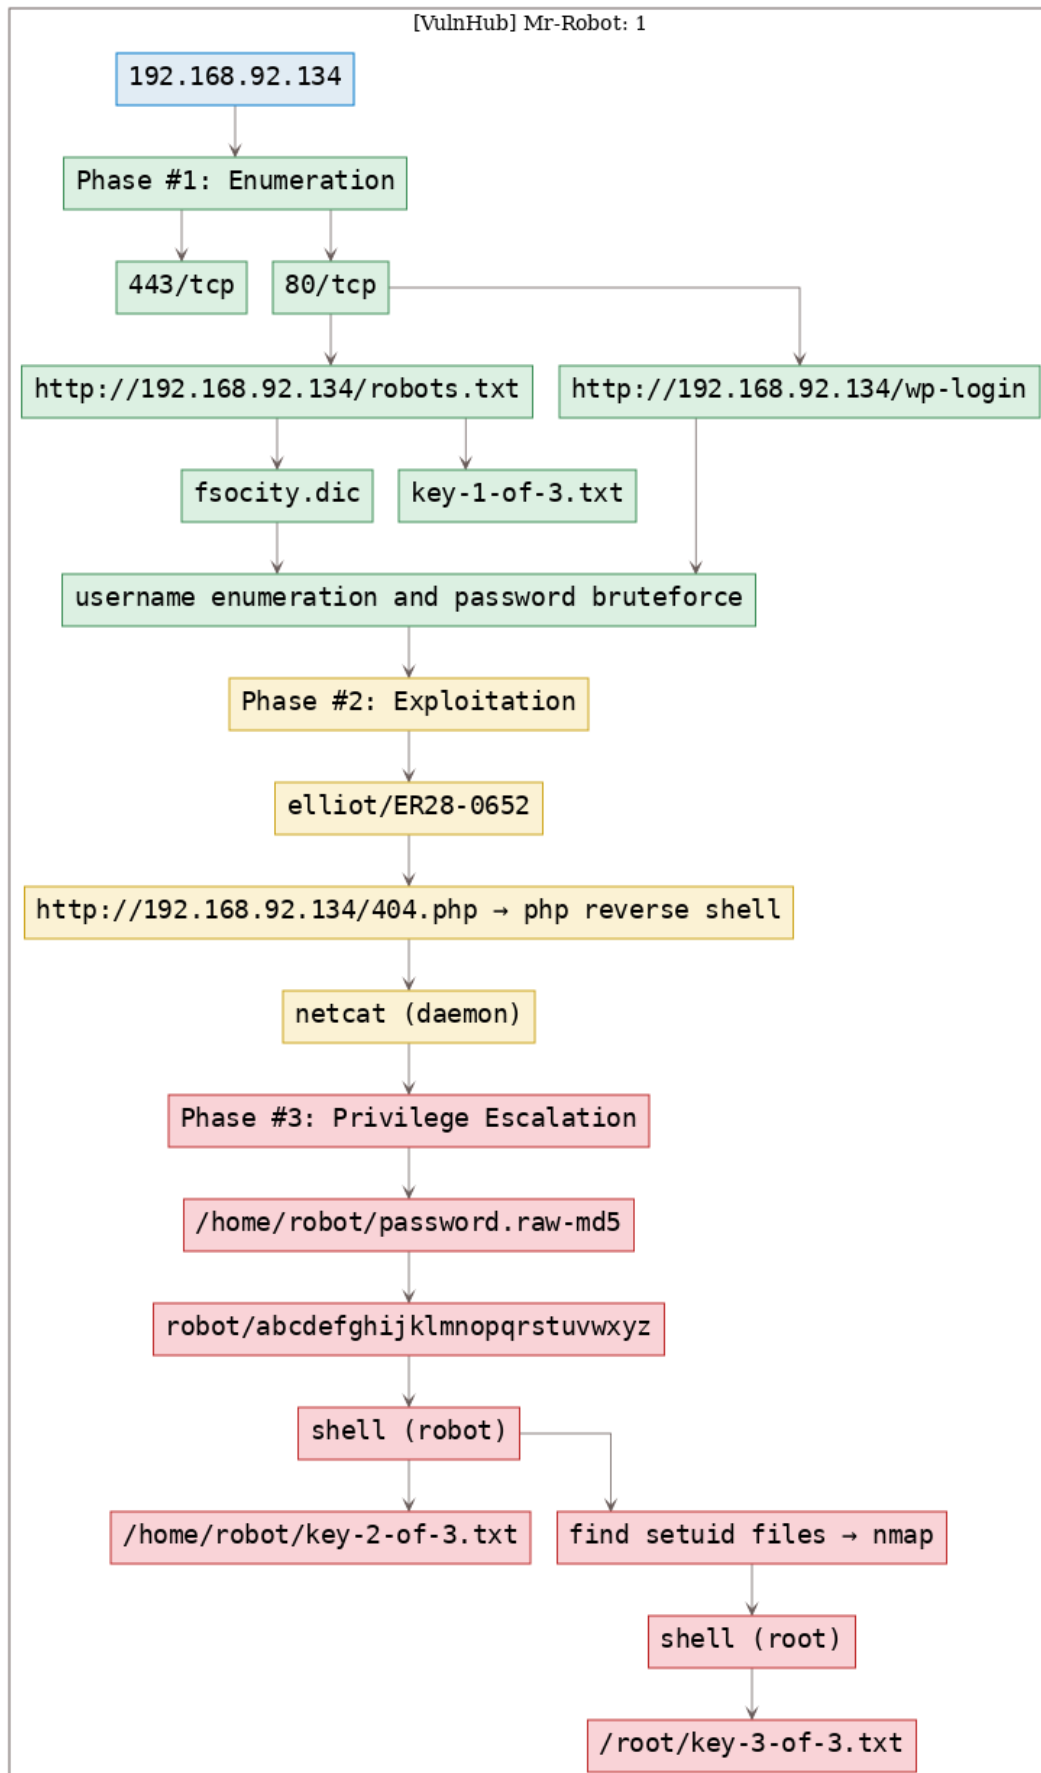 [VulnHub] Mr-Robot: 1
192.168.92.134
Phase #1: Enumeration
443/tcp
80/tcp
http://192.168.92.134/robots.txt
http://192.168.92.134/wp-login
fsocity.dic
key-1-of-3.txt
username enumeration and password bruteforce
Phase #2: Exploitation
elliot/ER28-0652
http://192.168.92.134/404.php → php reverse shell
netcat (daemon)
Phase #3: Privilege Escalation
/home/robot/password.raw-md5
robot/abcdefghijklmnopqrstuvwxyz
shell (robot)
/home/robot/key-2-of-3.txt
find setuid files → nmap
shell (root)
/root/key-3-of-3.txt